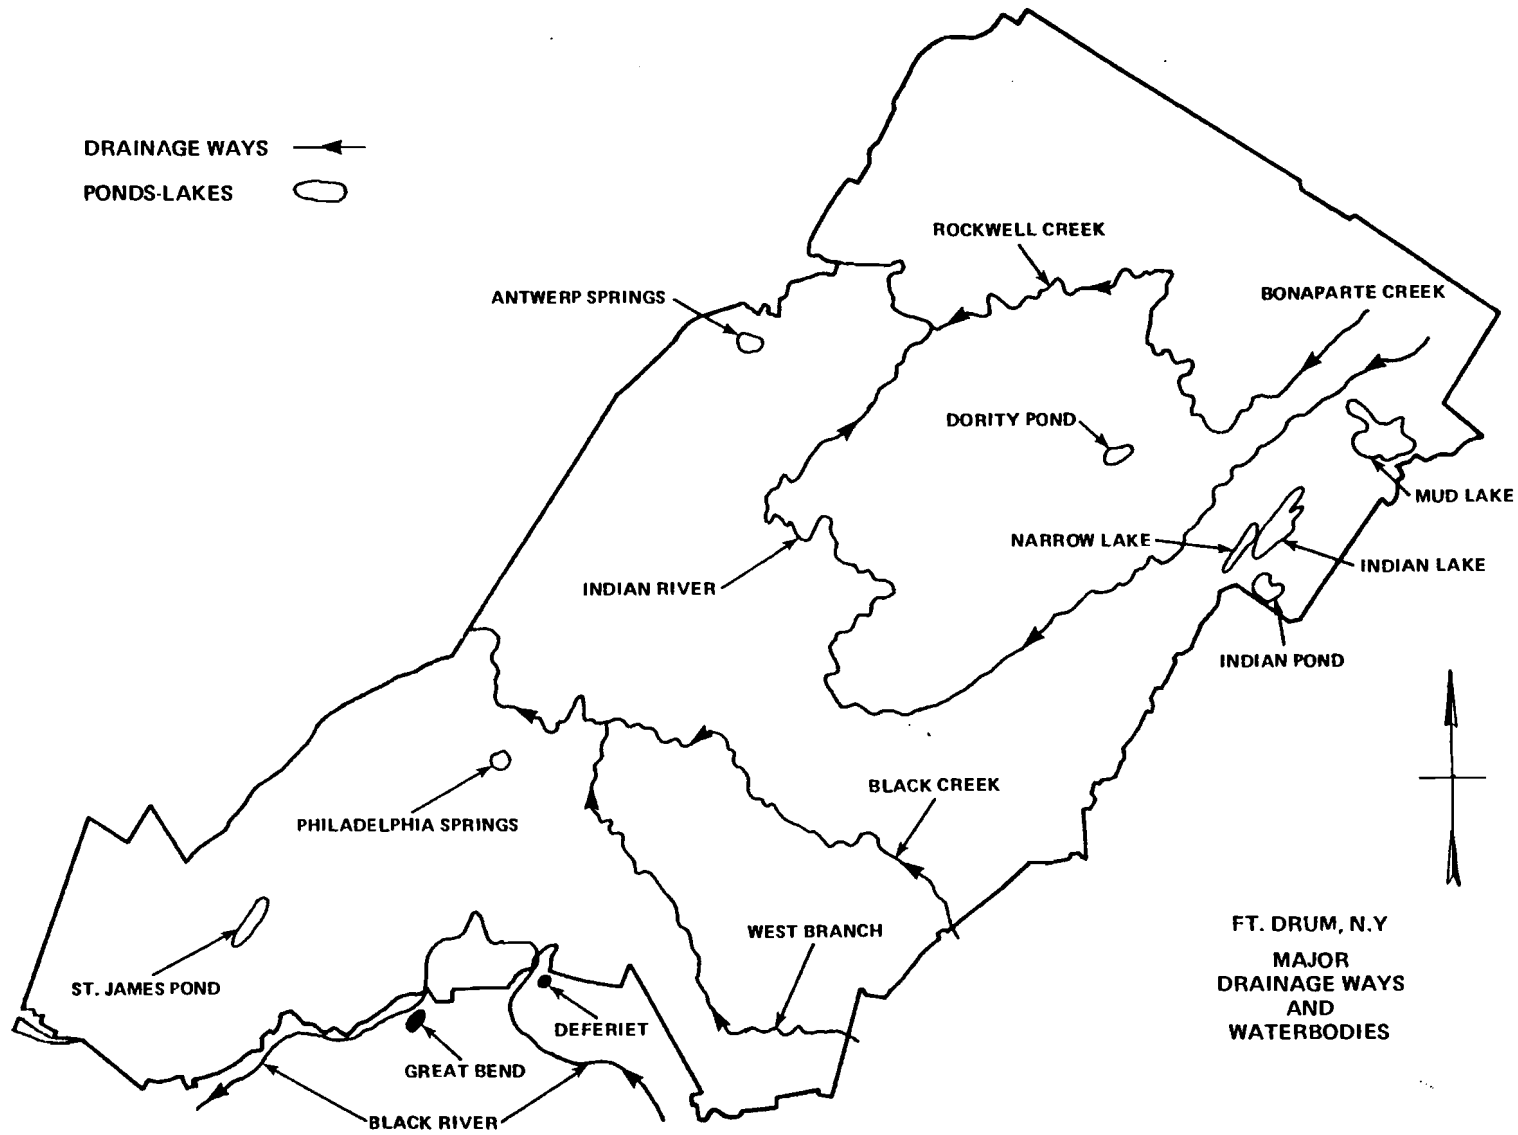 DRAINAGE WAYS
PONDS-LAKES
ROCKWELL CREEK
ANTWERP SPRINGS
BONAPARTE CREEK
DORITY POND
MUD LAKE
NARROW LAKE
INDIAN LAKE
INDIAN RIVER
INDIAN POND
BLACK CREEK
PHILADELPHIA SPRINGS
WEST BRANCH
ST. JAMES POND
DEFERIET
GREAT BEND
BLACK RIVER
FT. DRUM, N.Y
MAJOR
DRAINAGE WAYS
AND
WATERBODIES